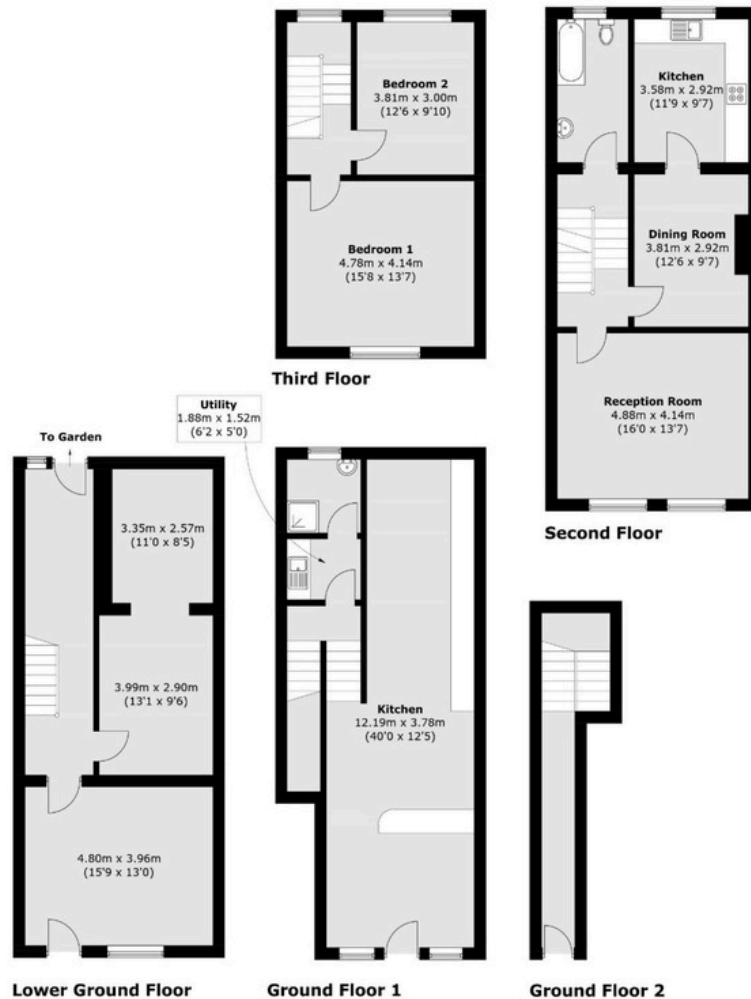 Bedroom 2
3.81m x 3.00m
(12'6 x 9'10)
Bedroom 1
4.78m x 4.14m
(15'8 x 13'7)
Third Floor
Kitchen
3.58m x 2.92m
(11'9 x 9'7)
Dining Room
3.81m x 2.92m
(12'6 x 9'7)
Reception Room
4.88m x 4.14m
(16'0 x 13'7)
Second Floor
To Garden
3.35m x 2.57m
(11'0 x 8'5)
3.99m x 2.90m
(13'1 x 9'6)
4.80m x 3.96m
(15'9 x 13'0)
Lower Ground Floor
Utility
1.88m x 1.52m
(6'2 x 5'0)
Kitchen
12.19m x 3.78m
(40'0 x 12'5)
Ground Floor 1
Ground Floor 2